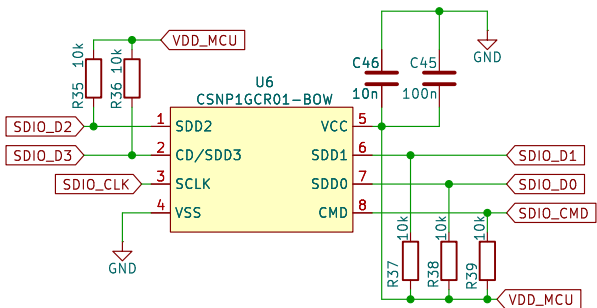 VDD_MCU
10k
10k
R35
R36
C46
C45
10n
100n
GND
U6
CSNP1GCR01-BOW
SDIO_D2
1
SDD2
VCC
5
SDIO_D3
2
CD/SDD3
SDD1
6
SDIO_D1
SDIO_CLK
3
SCLK
SDD0
7
SDIO_D0
4
VSS
CMD
8
SDIO_CMD
GND
10k
10k
10k
R37
R38
R39
VDD_MCU